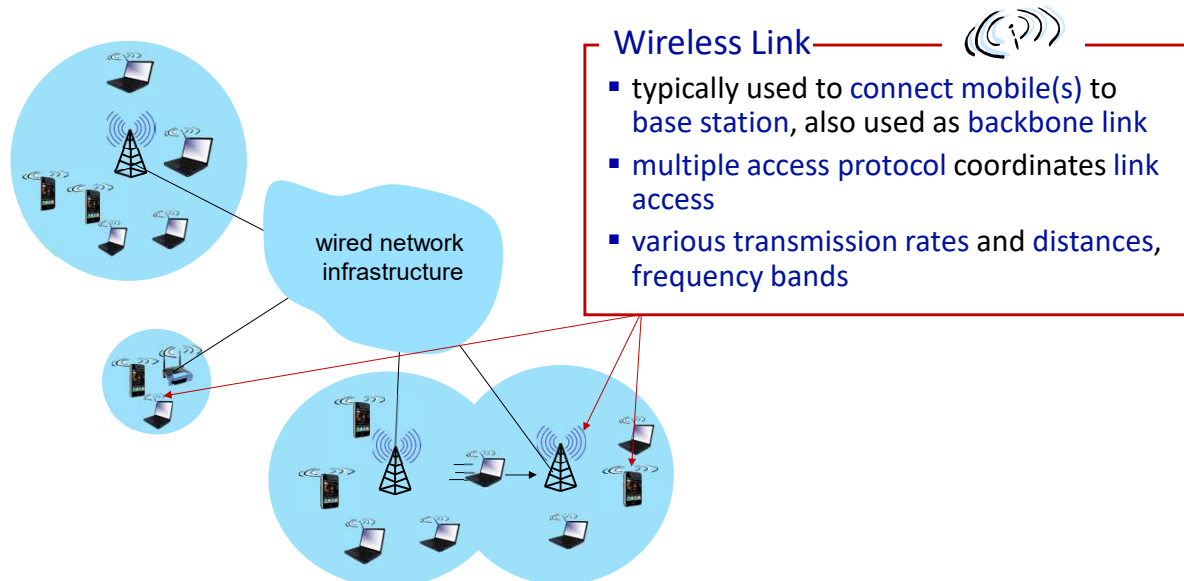 Wireless Link
▪ typically used to connect mobile(s) to
base station, also used as backbone link
▪ multiple access protocol coordinates link
access
▪ various transmission rates and distances,
frequency bands
wired network
infrastructure